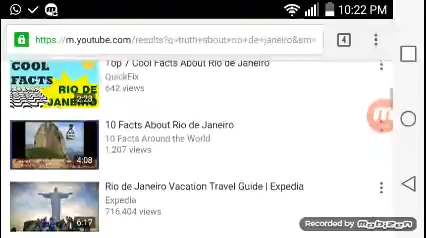 10:22 PM
https://m.youtube.com/results?q=truth+about+rio+de+janeiro&sm=
4
COOL
FACTS
RIO DE
JANEIRO
2:23
Top 7 Cool Facts About Rio de Janeiro
QuickFix
642 views
4:08
10 Facts About Rio de Janeiro
10 Facts Around the World
1,207 views
6:17
Rio de Janeiro Vacation Travel Guide | Expedia
Expedia
716,404 views
Recorded by Mobizen